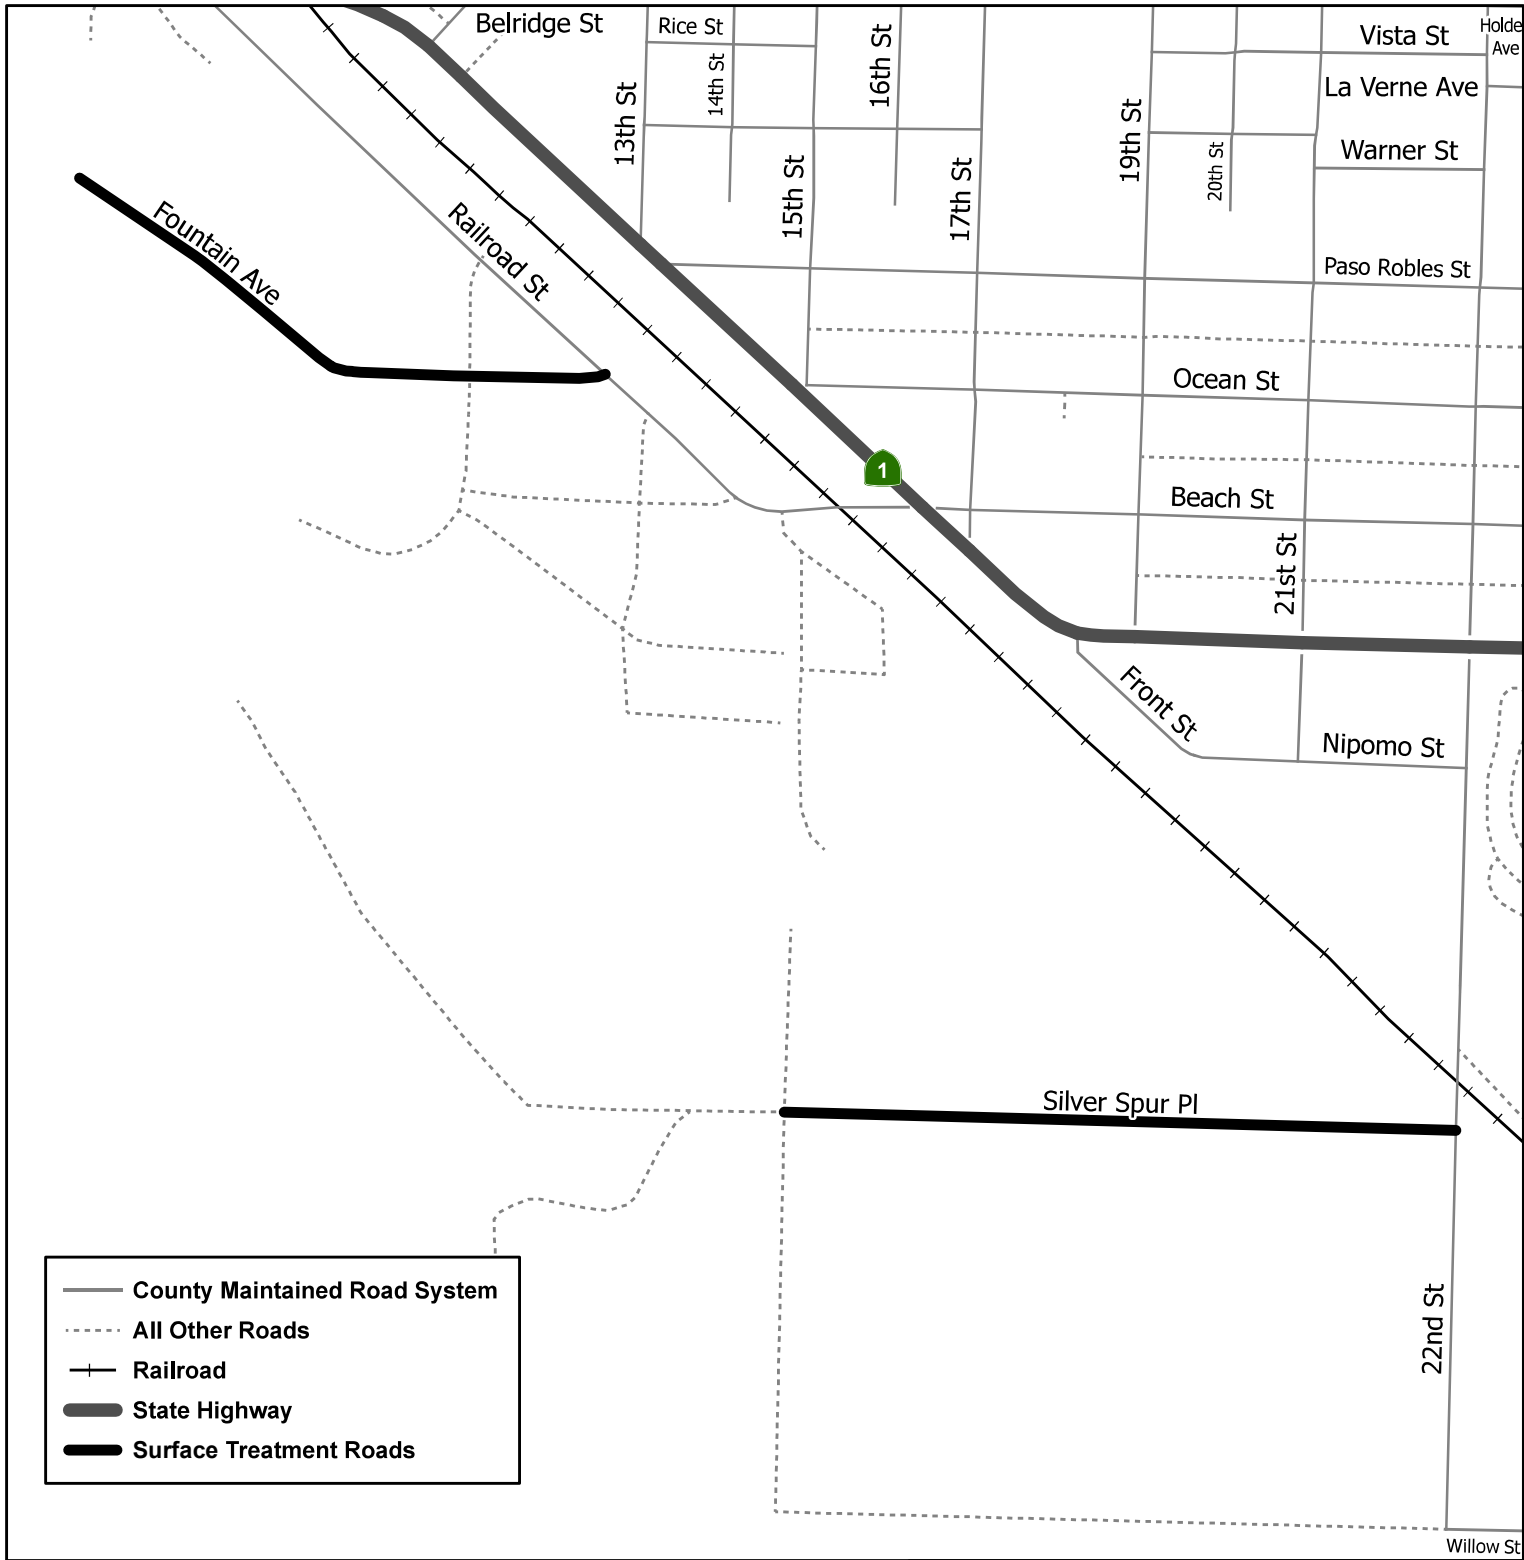 Belridge St
Rice St
Vista St
Holde
Ave
14th St
16th St
La Verne Ave
13th St
19th St
Warner St
15th St
17th St
20th St
Fountain Ave
Railroad St
Paso Robles St
Ocean St
1
Beach St
21st St
Front St
Nipomo St
Silver Spur Pl
22nd St
County Maintained Road System
All Other Roads
Railroad
State Highway
Surface Treatment Roads
Willow St